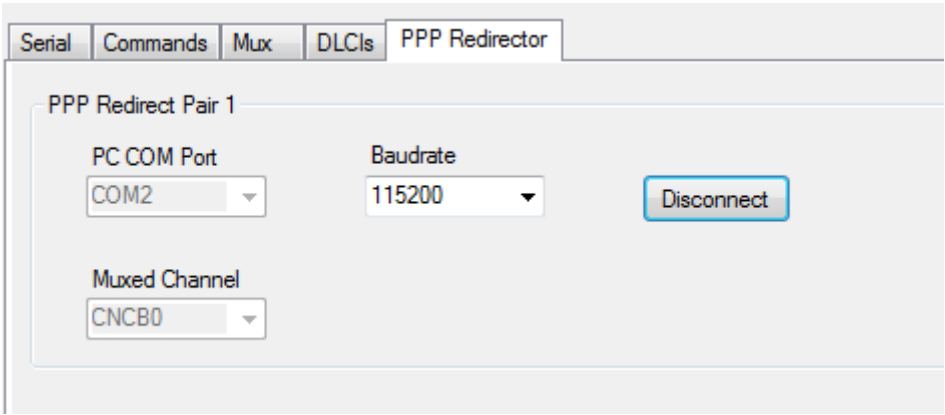 Serial Commands Mux DLCIs PPP Redirector
PPP Redirect Pair 1
PC COM Port Baudrate
COM2 115200 Disconnect
Muxed Channel
CNCB0